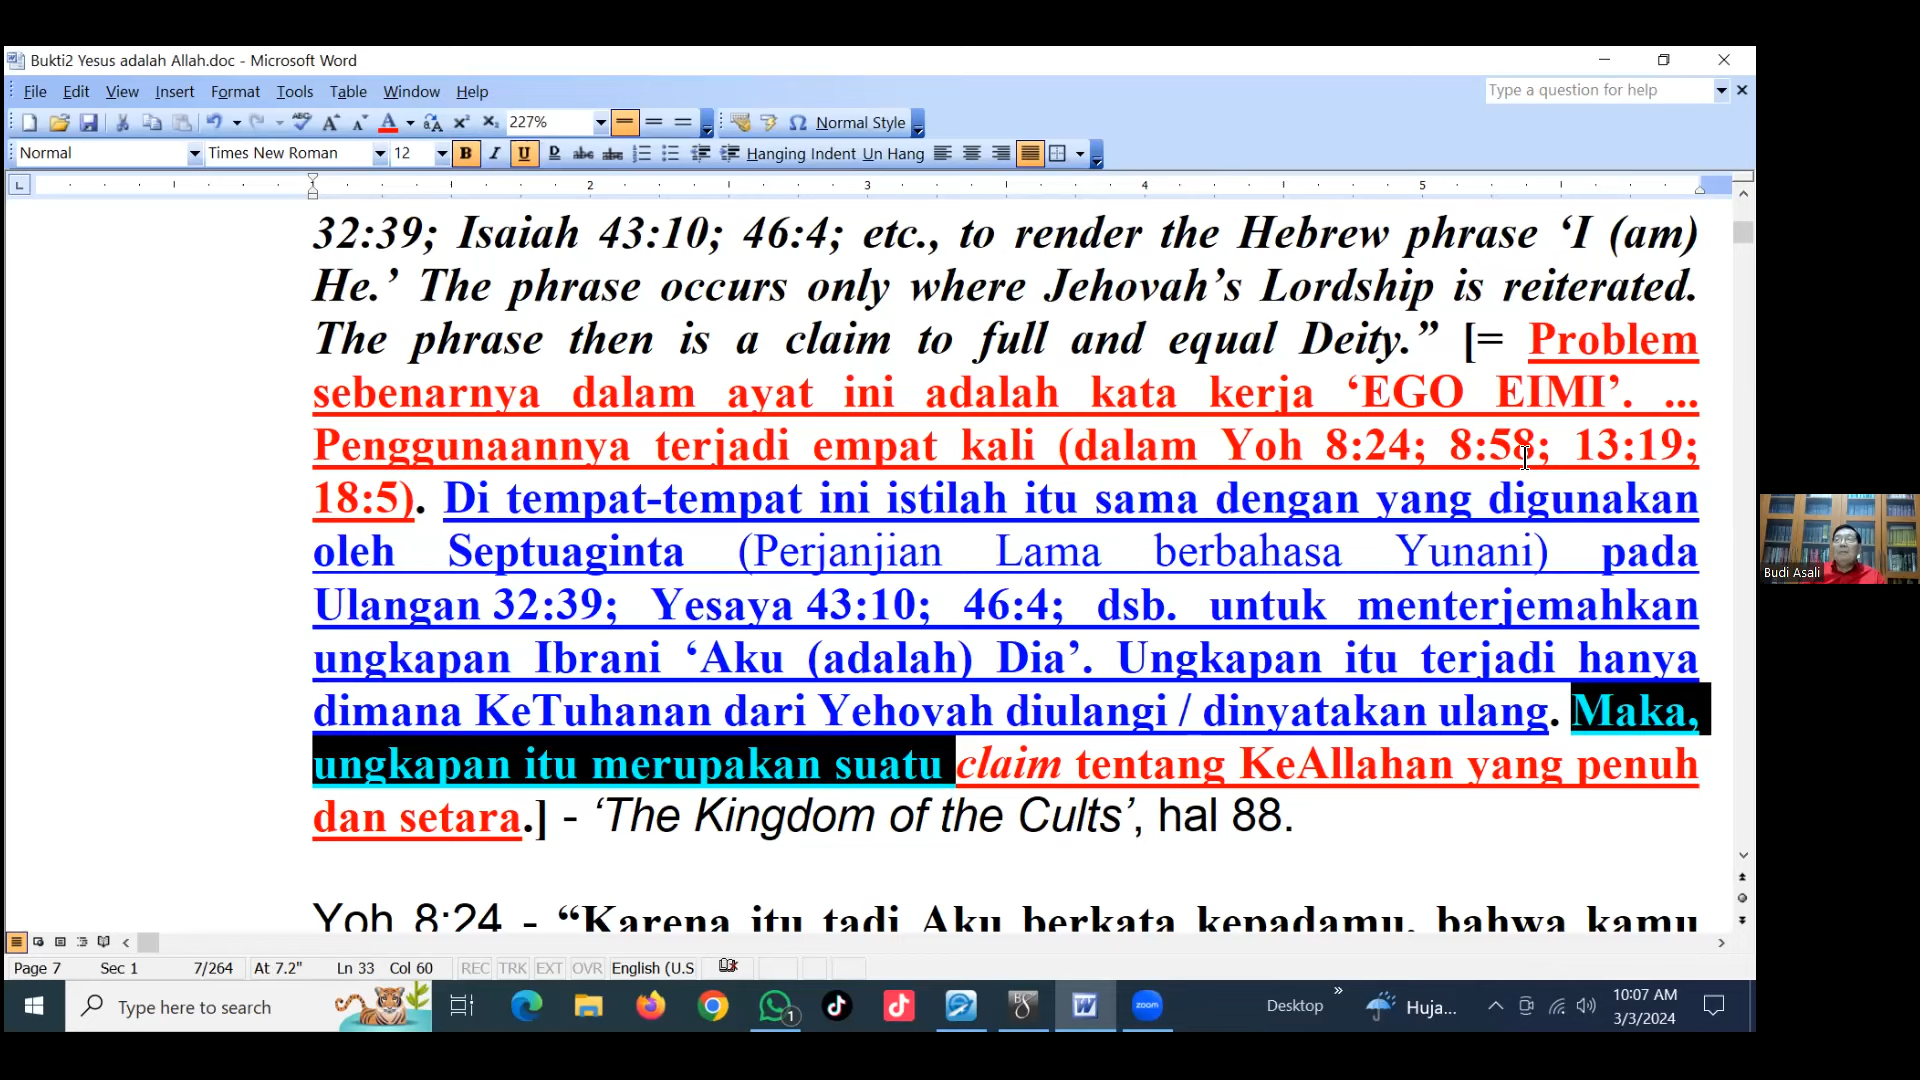 Bukti2 Yesus adalah Allah.doc - Microsoft Word
File Edit View Insert Format Tools Table Window Help
Type a question for help
227%
Normal Style
Normal
Times New Roman
12
B I U
Hanging Indent Un Hang
1 2 3 4 5
32:39; Isaiah 43:10; 46:4; etc., to render the Hebrew phrase ‘I (am)
He.’ The phrase occurs only where Jehovah’s Lordship is reiterated.
The phrase then is a claim to full and equal Deity.” [= Problem
sebenarnya dalam ayat ini adalah kata kerja ‘EGO EIMI’. ...
Penggunaannya terjadi empat kali (dalam Yoh 8:24; 8:58; 13:19;
18:5). Di tempat-tempat ini istilah itu sama dengan yang digunakan
oleh Septuaginta (Perjanjian Lama berbahasa Yunani) pada
Ulangan 32:39; Yesaya 43:10; 46:4; dsb. untuk menterjemahkan
ungkapan Ibrani ‘Aku (adalah) Dia’. Ungkapan itu terjadi hanya
dimana KeTuhanan dari Yehovah diulangi / dinyatakan ulang. Maka,
ungkapan itu merupakan suatu claim tentang KeAllahan yang penuh
dan setara.] - ‘The Kingdom of the Cults’, hal 88.
Yoh 8:24 - “Karena itu tadi Aku berkata kepadamu, bahwa kamu
Budi Asali
Page 7 Sec 1 7/264 At 7.2" Ln 33 Col 60 REC TRK EXT OVR English (U.S
Type here to search
1
zoom
Desktop
»
Huja...
10:07 AM
3/3/2024